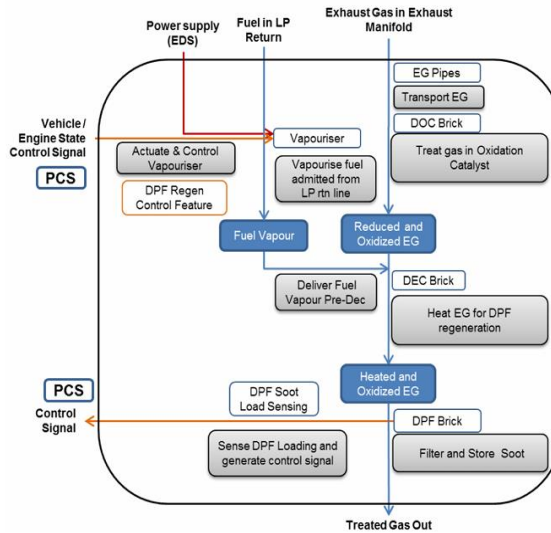 Power supply
(EDS)
Fuel in LP
Return
Exhaust Gas in Exhaust
Manifold
EG Pipes
Transport EG
DOC Brick
Treat gas in Oxidation
Catalyst
Vehicle /
Engine State
Control Signal
PCS
Vapouriser
Actuate & Control
Vapouriser
DPF Regen
Control Feature
Vapourise fuel
admitted from
LP rtn line
Fuel Vapour
Reduced and
Oxidized EG
Deliver Fuel
Vapour Pre-Dec
DEC Brick
Heat EG for DPF
regeneration
Heated and
Oxidized EG
PCS
Control
Signal
DPF Soot
Load Sensing
DPF Brick
Sense DPF Loading and
generate control signal
Filter and Store Soot
Treated Gas Out